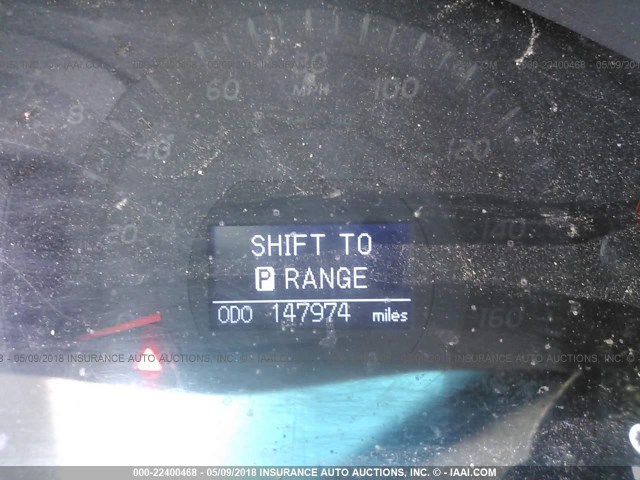 80
60 MPH 100
8
40 120
20 140
160
SHIFT TO
P RANGE
ODO 147974 miles
000-22400468 - 05/09/2018 INSURANCE AUTO AUCTIONS - © IAAI.COM